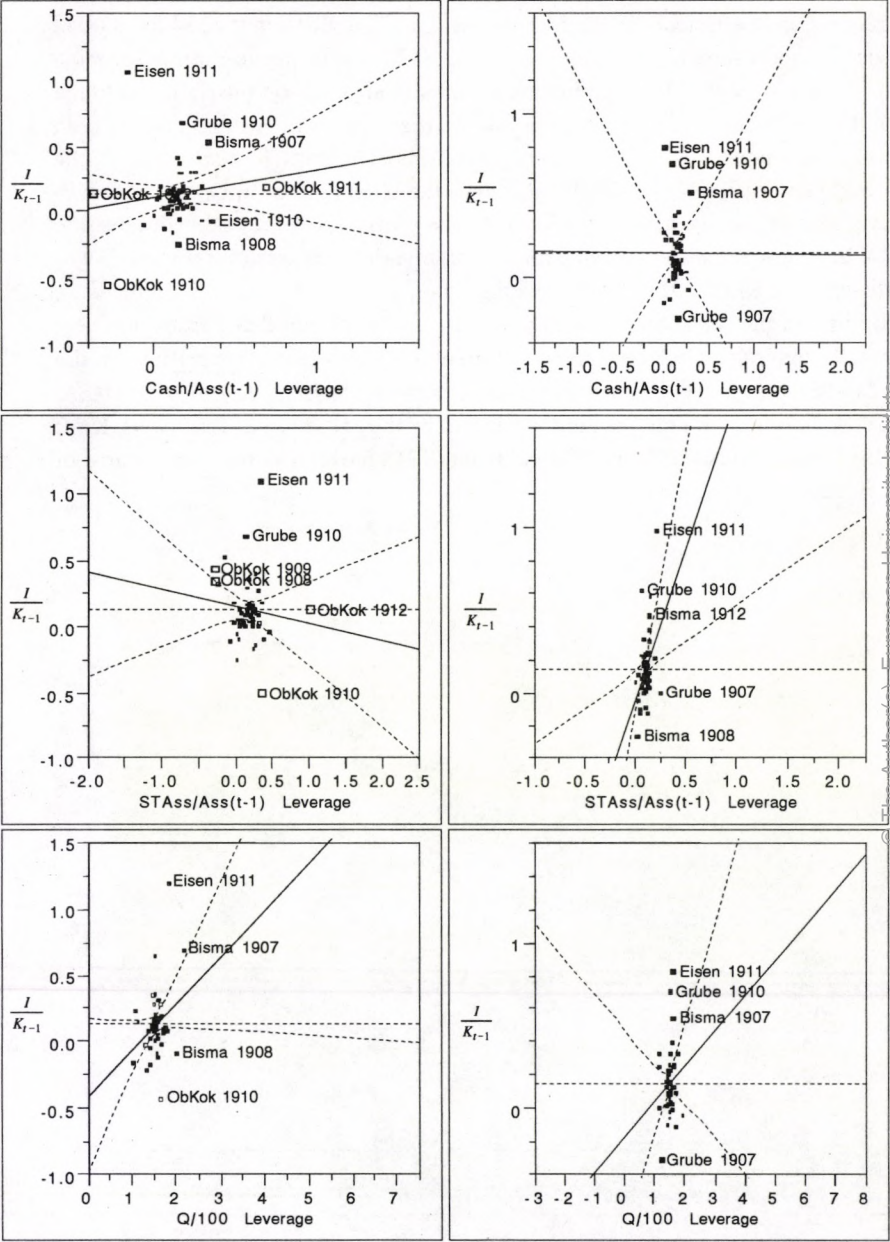 1.5
1.0
0.5
0.0
-0.5
-1.0
I
K t−1
Eisen 1911
Grube 1910
Bisma 1907
ObKok
ObKok 1911
Eisen 1910
Bisma 1908
ObKok 1910
0 1
Cash/Ass(t-1) Leverage
1
0
I
K t−1
Eisen 1911
Grube 1910
Bisma 1907
Grube 1907
-1.5 -1.0 -0.5 0.0 0.5 1.0 1.5 2.0
Cash/Ass(t-1) Leverage
1.5
1.0
0.5
0.0
-0.5
-1.0
I
K t−1
Eisen 1911
Grube 1910
ObKok 1909
ObKok 1908
ObKok 1912
ObKok 1910
-2.0 -1.0 0.0 0.5 1.0 1.5 2.0 2.5
STAss/Ass(t-1) Leverage
1
0
I
K t−1
Eisen 1911
Grube 1910
Bisma 1912
Grube 1907
Bisma 1908
-1.0 -0.5 0.0 0.5 1.0 1.5 2.0
STAss/Ass(t-1) Leverage
1.5
1.0
0.5
0.0
-0.5
-1.0
I
K t−1
Eisen 1911
Bisma 1907
Bisma 1908
ObKok 1910
0 1 2 3 4 5 6 7
Q/100 Leverage
1
0
I
K t−1
Eisen 1911
Grube 1910
Bisma 1907
Grube 1907
-3 -2 -1 0 1 2 3 4 5 6 7 8
Q/100 Leverage